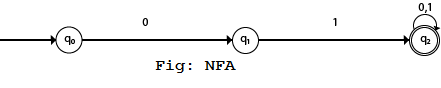 0,1
0 1
q₀ q₁ q₂
Fig: NFA